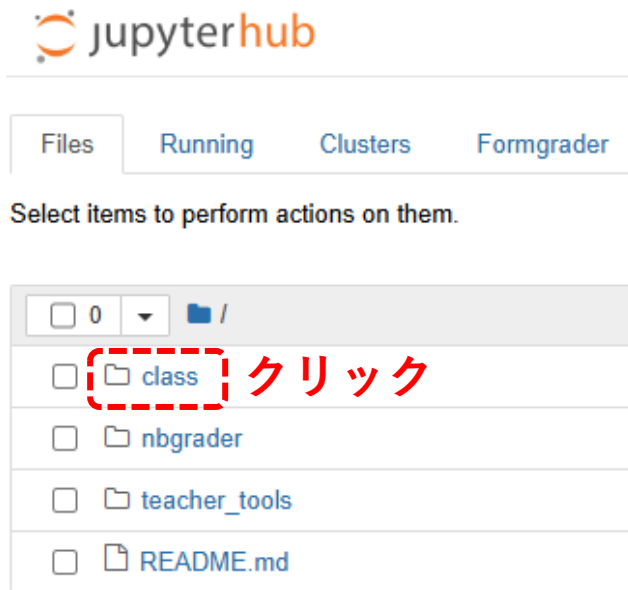 jupyterhub
Files Running Clusters Formgrader
Select items to perform actions on them.
0 /
class クリック
nbgrader
teacher_tools
README.md